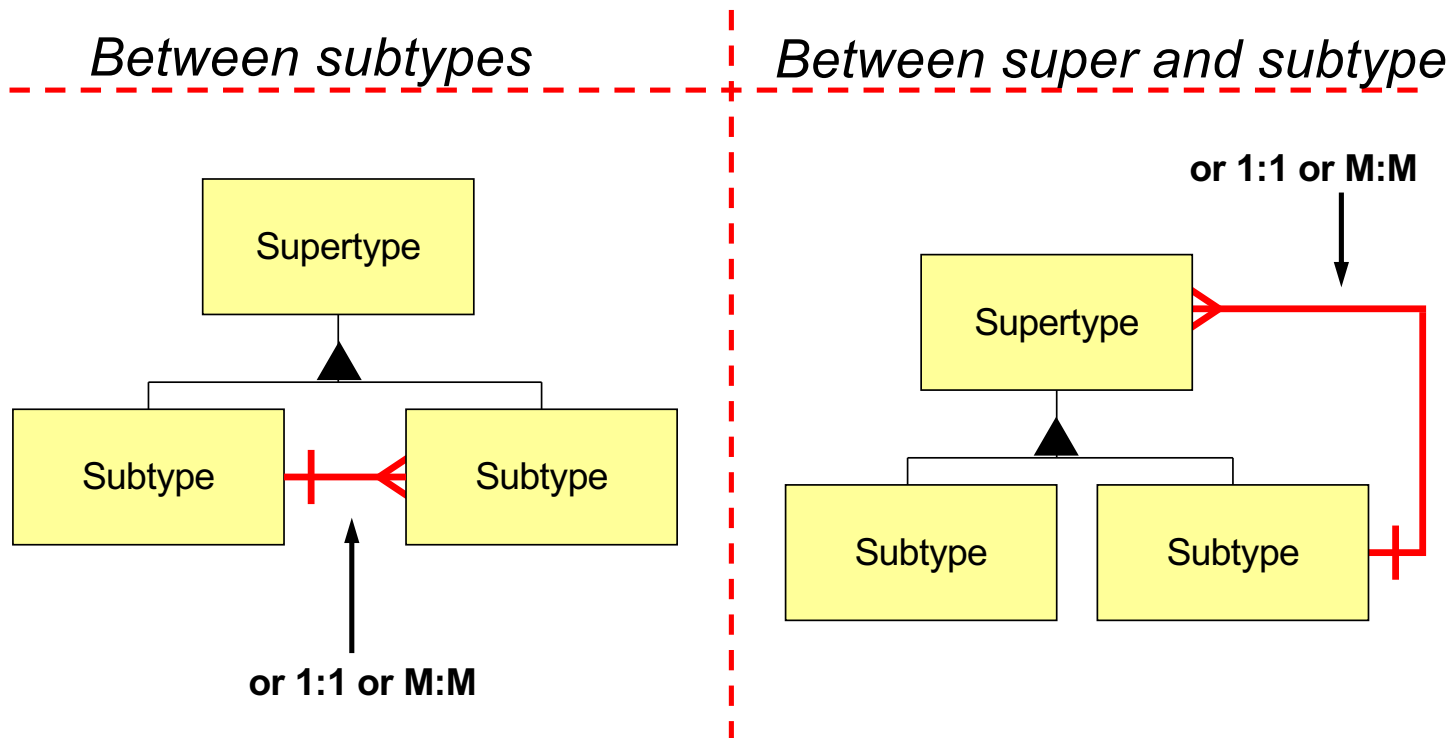 Between subtypes
Supertype
Subtype
Subtype
or 1:1 or M:M
Between super and subtype
or 1:1 or M:M
Supertype
Subtype
Subtype